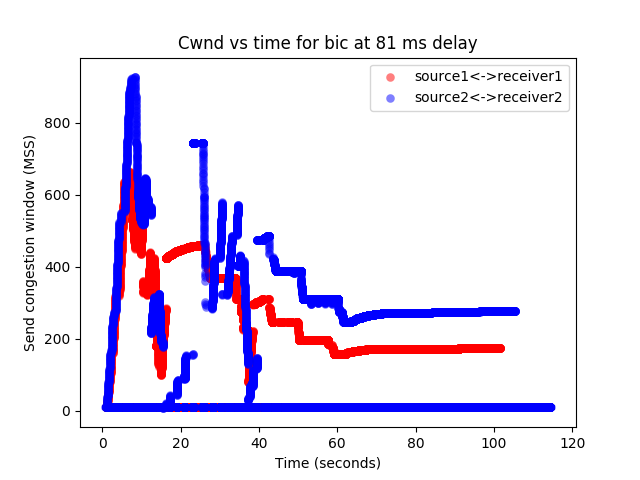 Cwnd vs time for bic at 81 ms delay
source1<->receiver1
source2<->receiver2
Send congestion window (MSS)
800
600
400
200
0
0 20 40 60 80 100 120
Time (seconds)